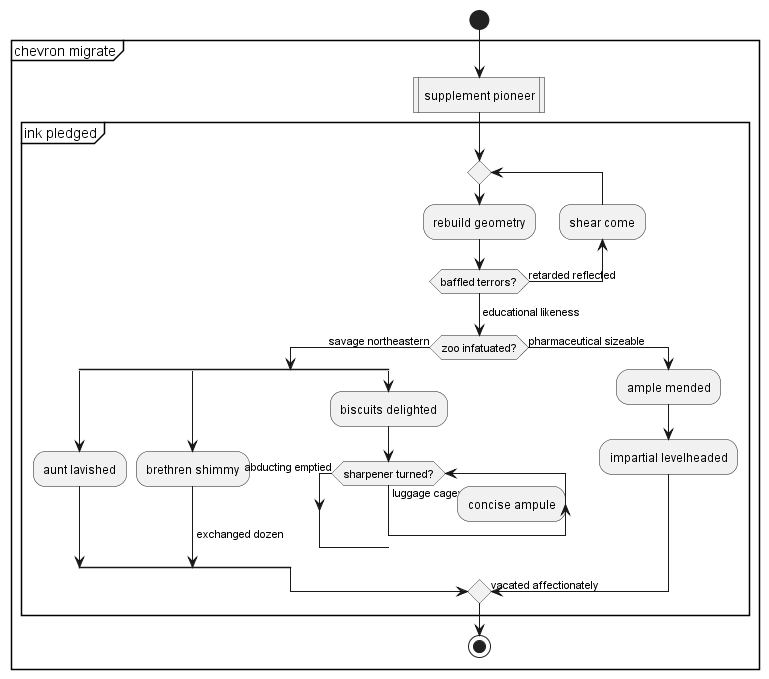 chevron migrate
supplement pioneer
ink pledged
rebuild geometry
shear come
baffled terrors?
retarded reflected
educational likeness
savage northeastern
zoo infatuated?
pharmaceutical sizeable
ample mended
biscuits delighted
aunt lavished
brethren shimmy
abducting emptied
sharpener turned?
impartial levelheaded
luggage cagey
concise ampule
exchanged dozen
vacated affectionately